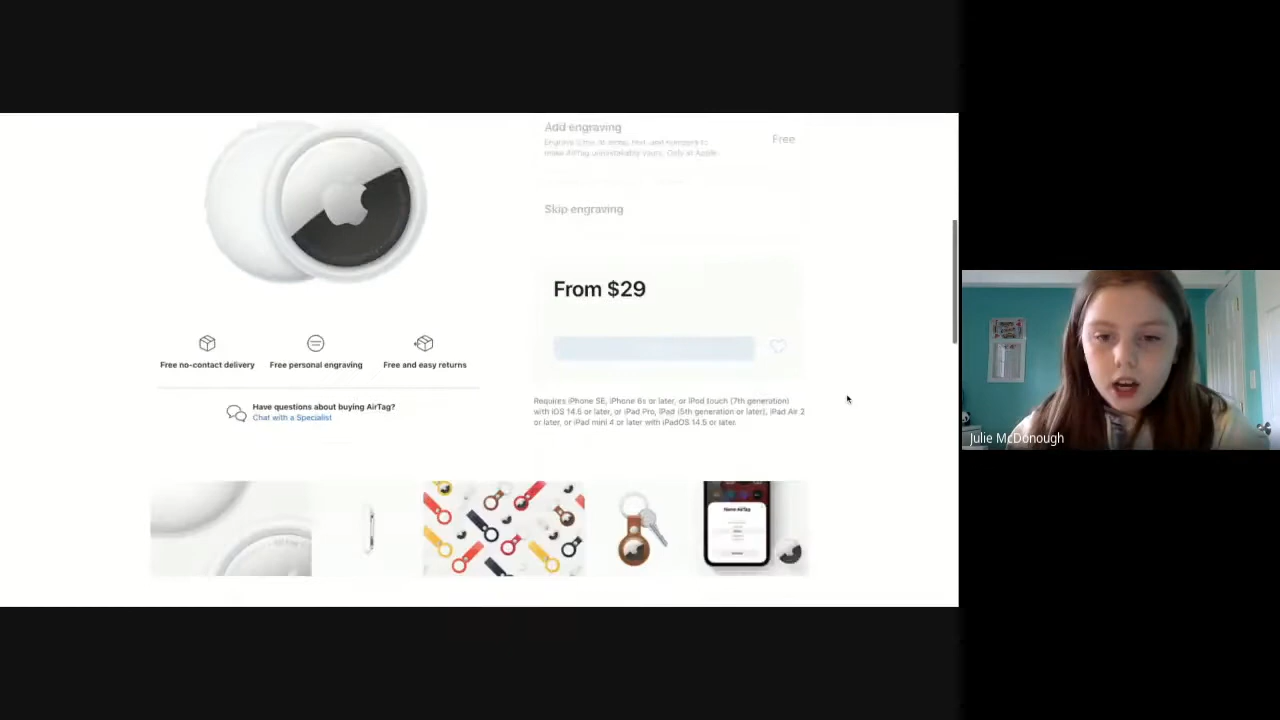 Add engraving
Free
Skip engraving
From $29
Free no-contact delivery
Free personal engraving
Free and easy returns
Have questions about buying AirTag?
Chat with a Specialist
Requires iPhone SE, iPhone 6s or later, or iPod touch (7th generation)
with iOS 14.5 or later, or iPad Pro, iPad (5th generation or later), iPad Air 2
or later, or iPad mini 4 or later with iPadOS 14.5 or later.
Name AirTag
Julie McDonough